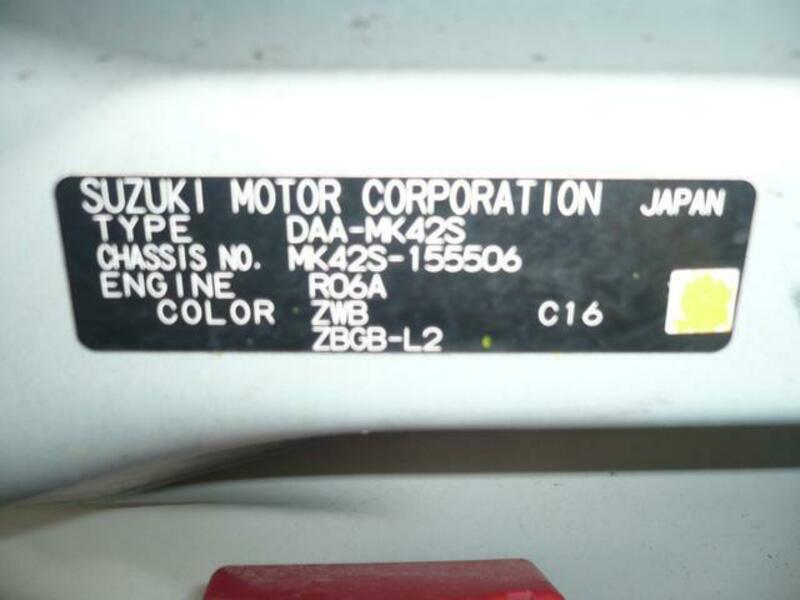 SUZUKI MOTOR CORPORATION JAPAN
TYPE DAA-MK42S
CHASSIS NO. MK42S-155506
ENGINE R06A
COLOR ZWB C16
ZBGB-L2